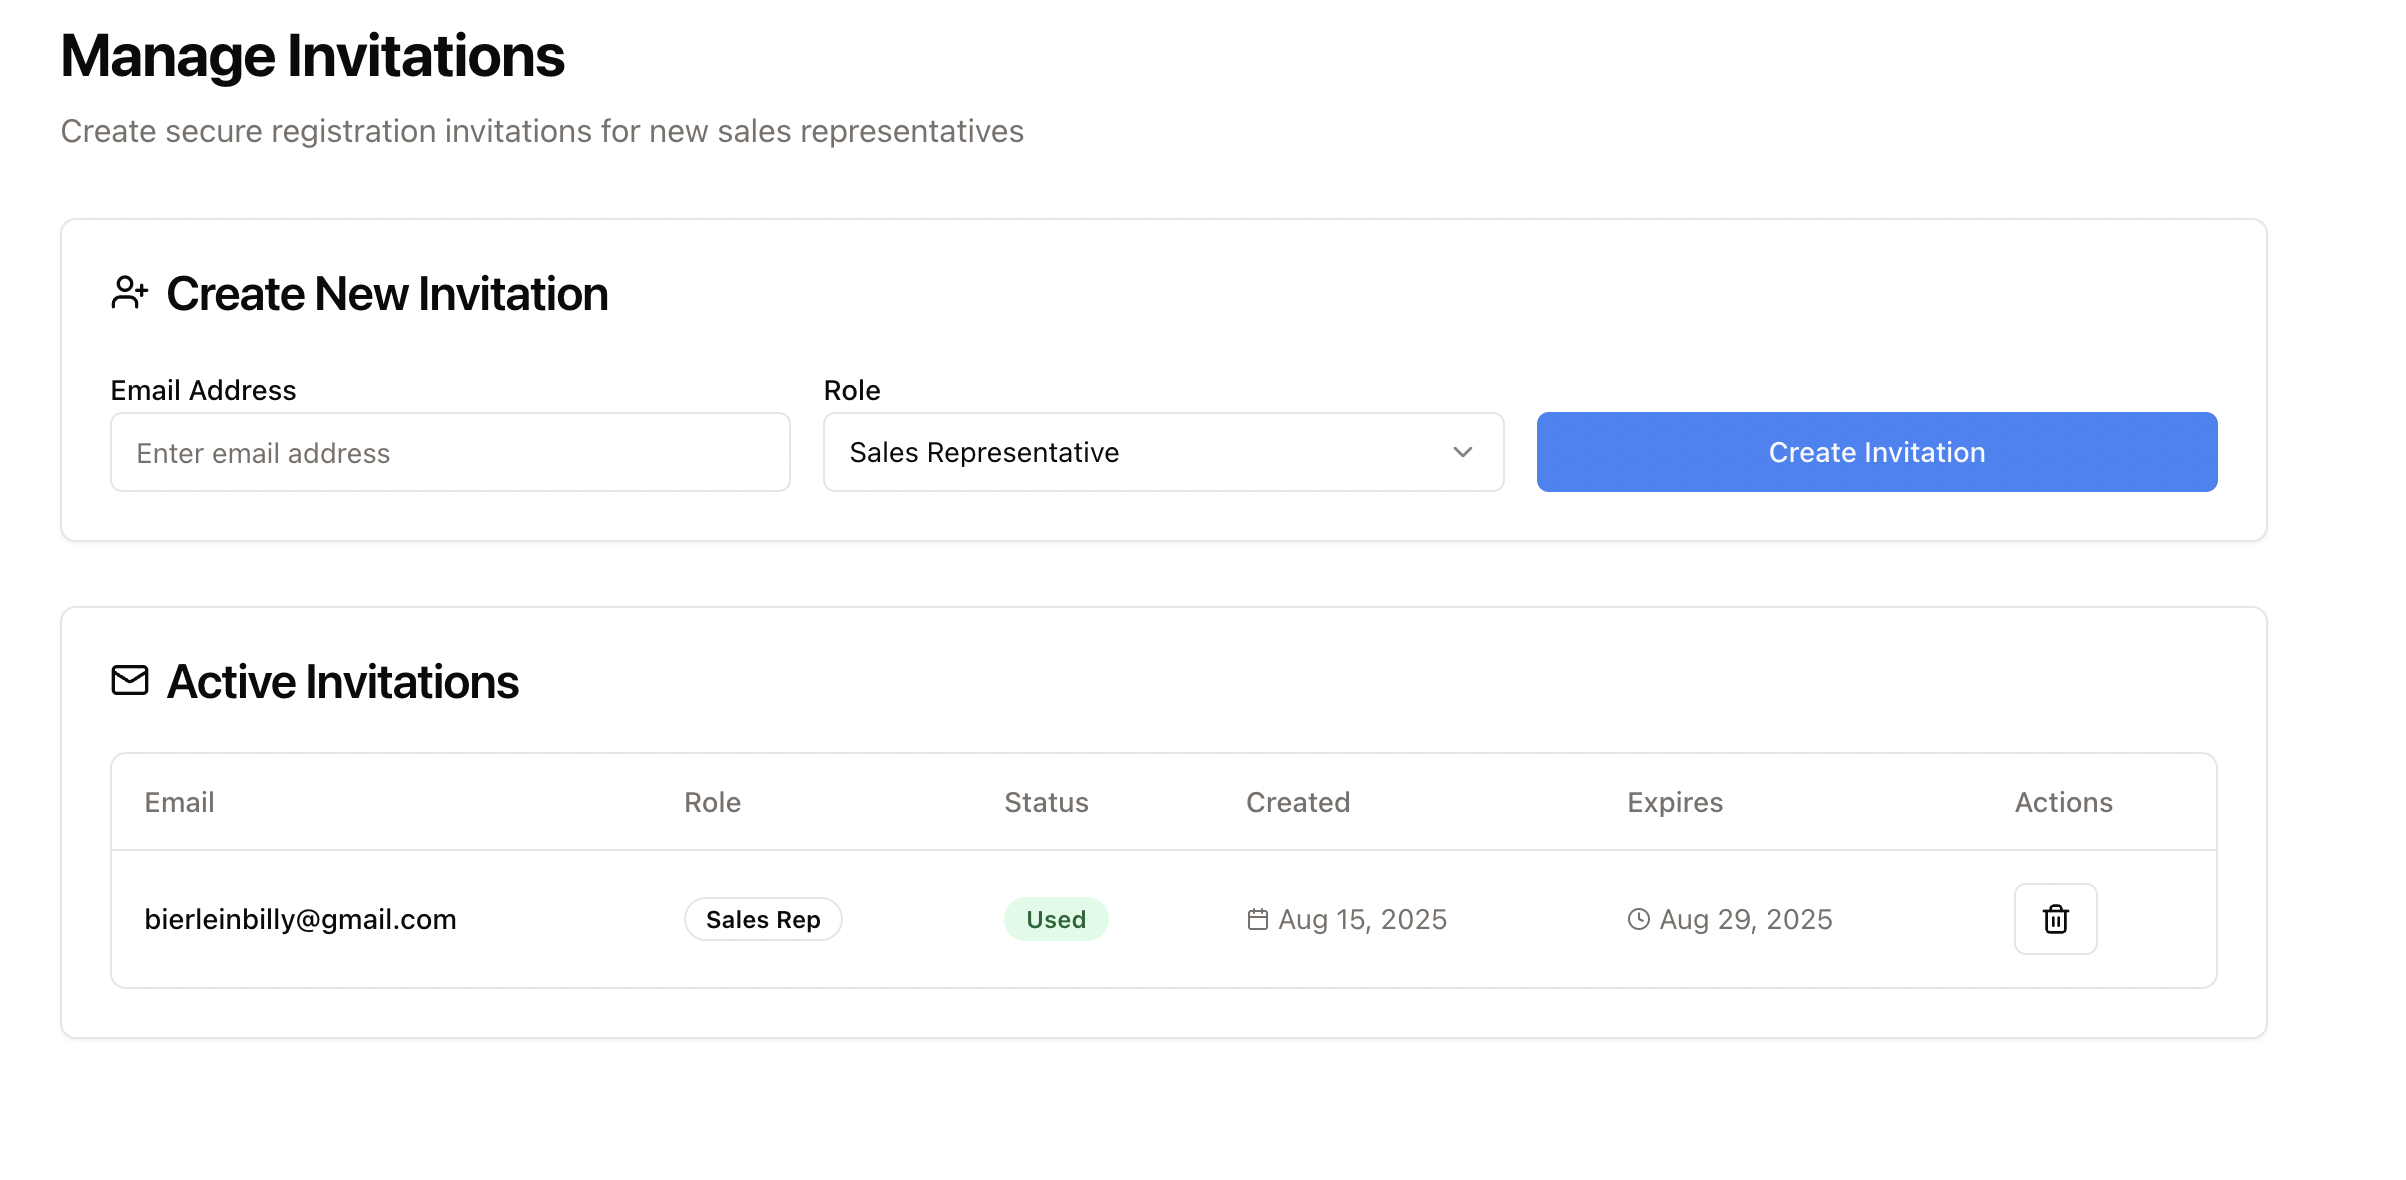 Manage Invitations
Create secure registration invitations for new sales representatives
Create New Invitation
Email Address
Role
Enter email address
Sales Representative
Create Invitation
Active Invitations
Email Role Status Created Expires Actions
bierleinbilly@gmail.com Sales Rep Used Aug 15, 2025 Aug 29, 2025